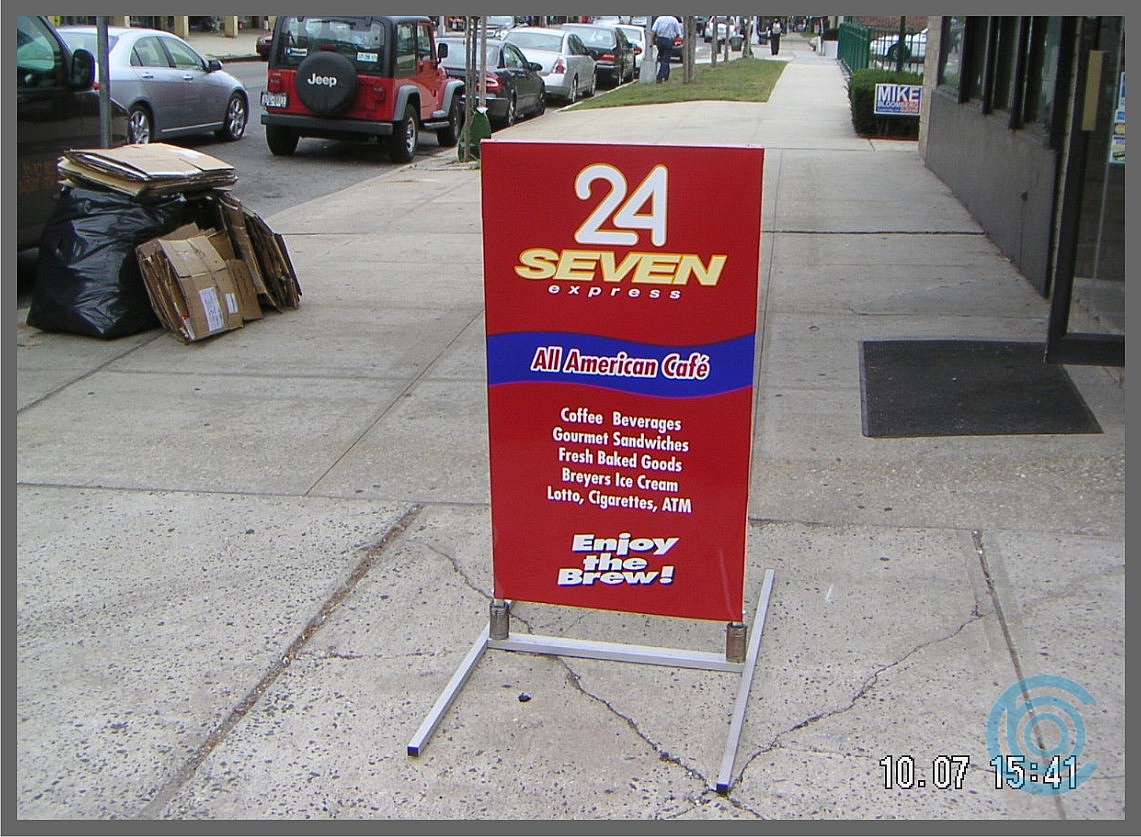 Jeep
MIKE
BLOOMBERG
24
SEVEN
express
All American Café
Coffee Beverages
Gourmet Sandwiches
Fresh Baked Goods
Breyers Ice Cream
Lotto, Cigarettes, ATM
Enjoy
the
Brew!
10.07 15:41